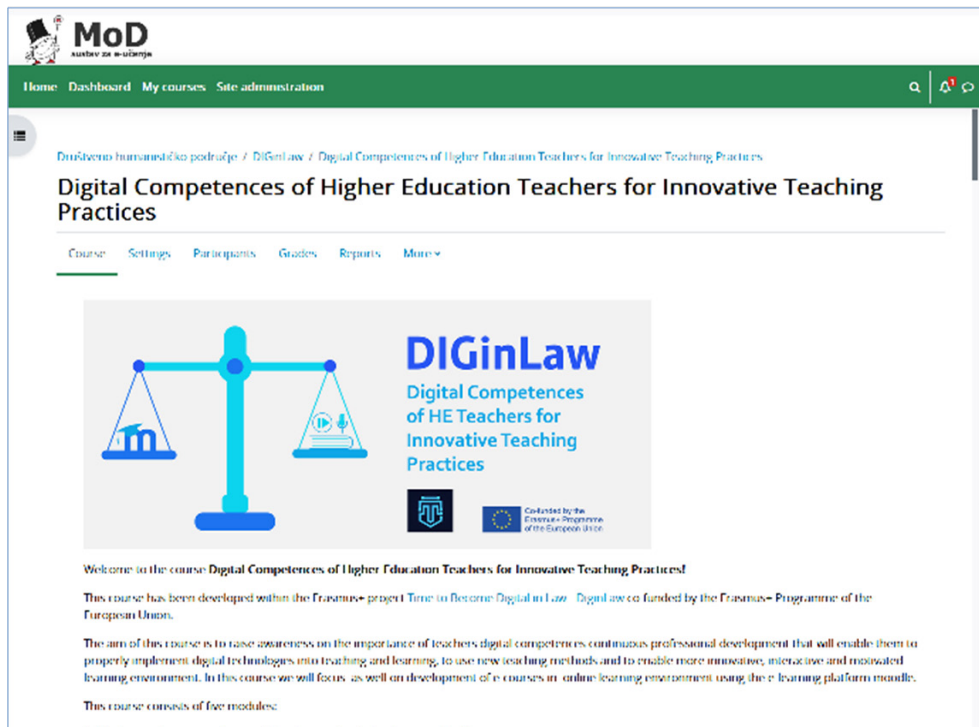 MoD
sustav za e-učenje
Home Dashboard My courses Site administration
1
Društveno humanističko područje / DIGinLaw / Digital Competences of Higher Education Teachers for Innovative Teaching Practices
Digital Competences of Higher Education Teachers for Innovative Teaching
Practices
Course Settings Participants Grades Reports More
DIGinLaw
Digital Competences
of HE Teachers for
Innovative Teaching
Practices
m
Co-funded by the
Erasmus+ Programme
of the European Union
Welcome to the course Digital Competences of Higher Education Teachers for Innovative Teaching Practices!
This course has been developed within the Erasmus+ project Time to Become Digital in Law - DiginLaw co-funded by the Erasmus+ Programme of the
European Union.
The aim of this course is to raise awareness on the importance of teachers digital competences continuous professional development that will enable them to
properly implement digital technologies into teaching and learning, to use new teaching methods and to enable more innovative, interactive and motivated
learning environment. In this course we will focus as well on development of e-courses in online learning environment using the e-learning platform moodle.
This course consists of five modules: